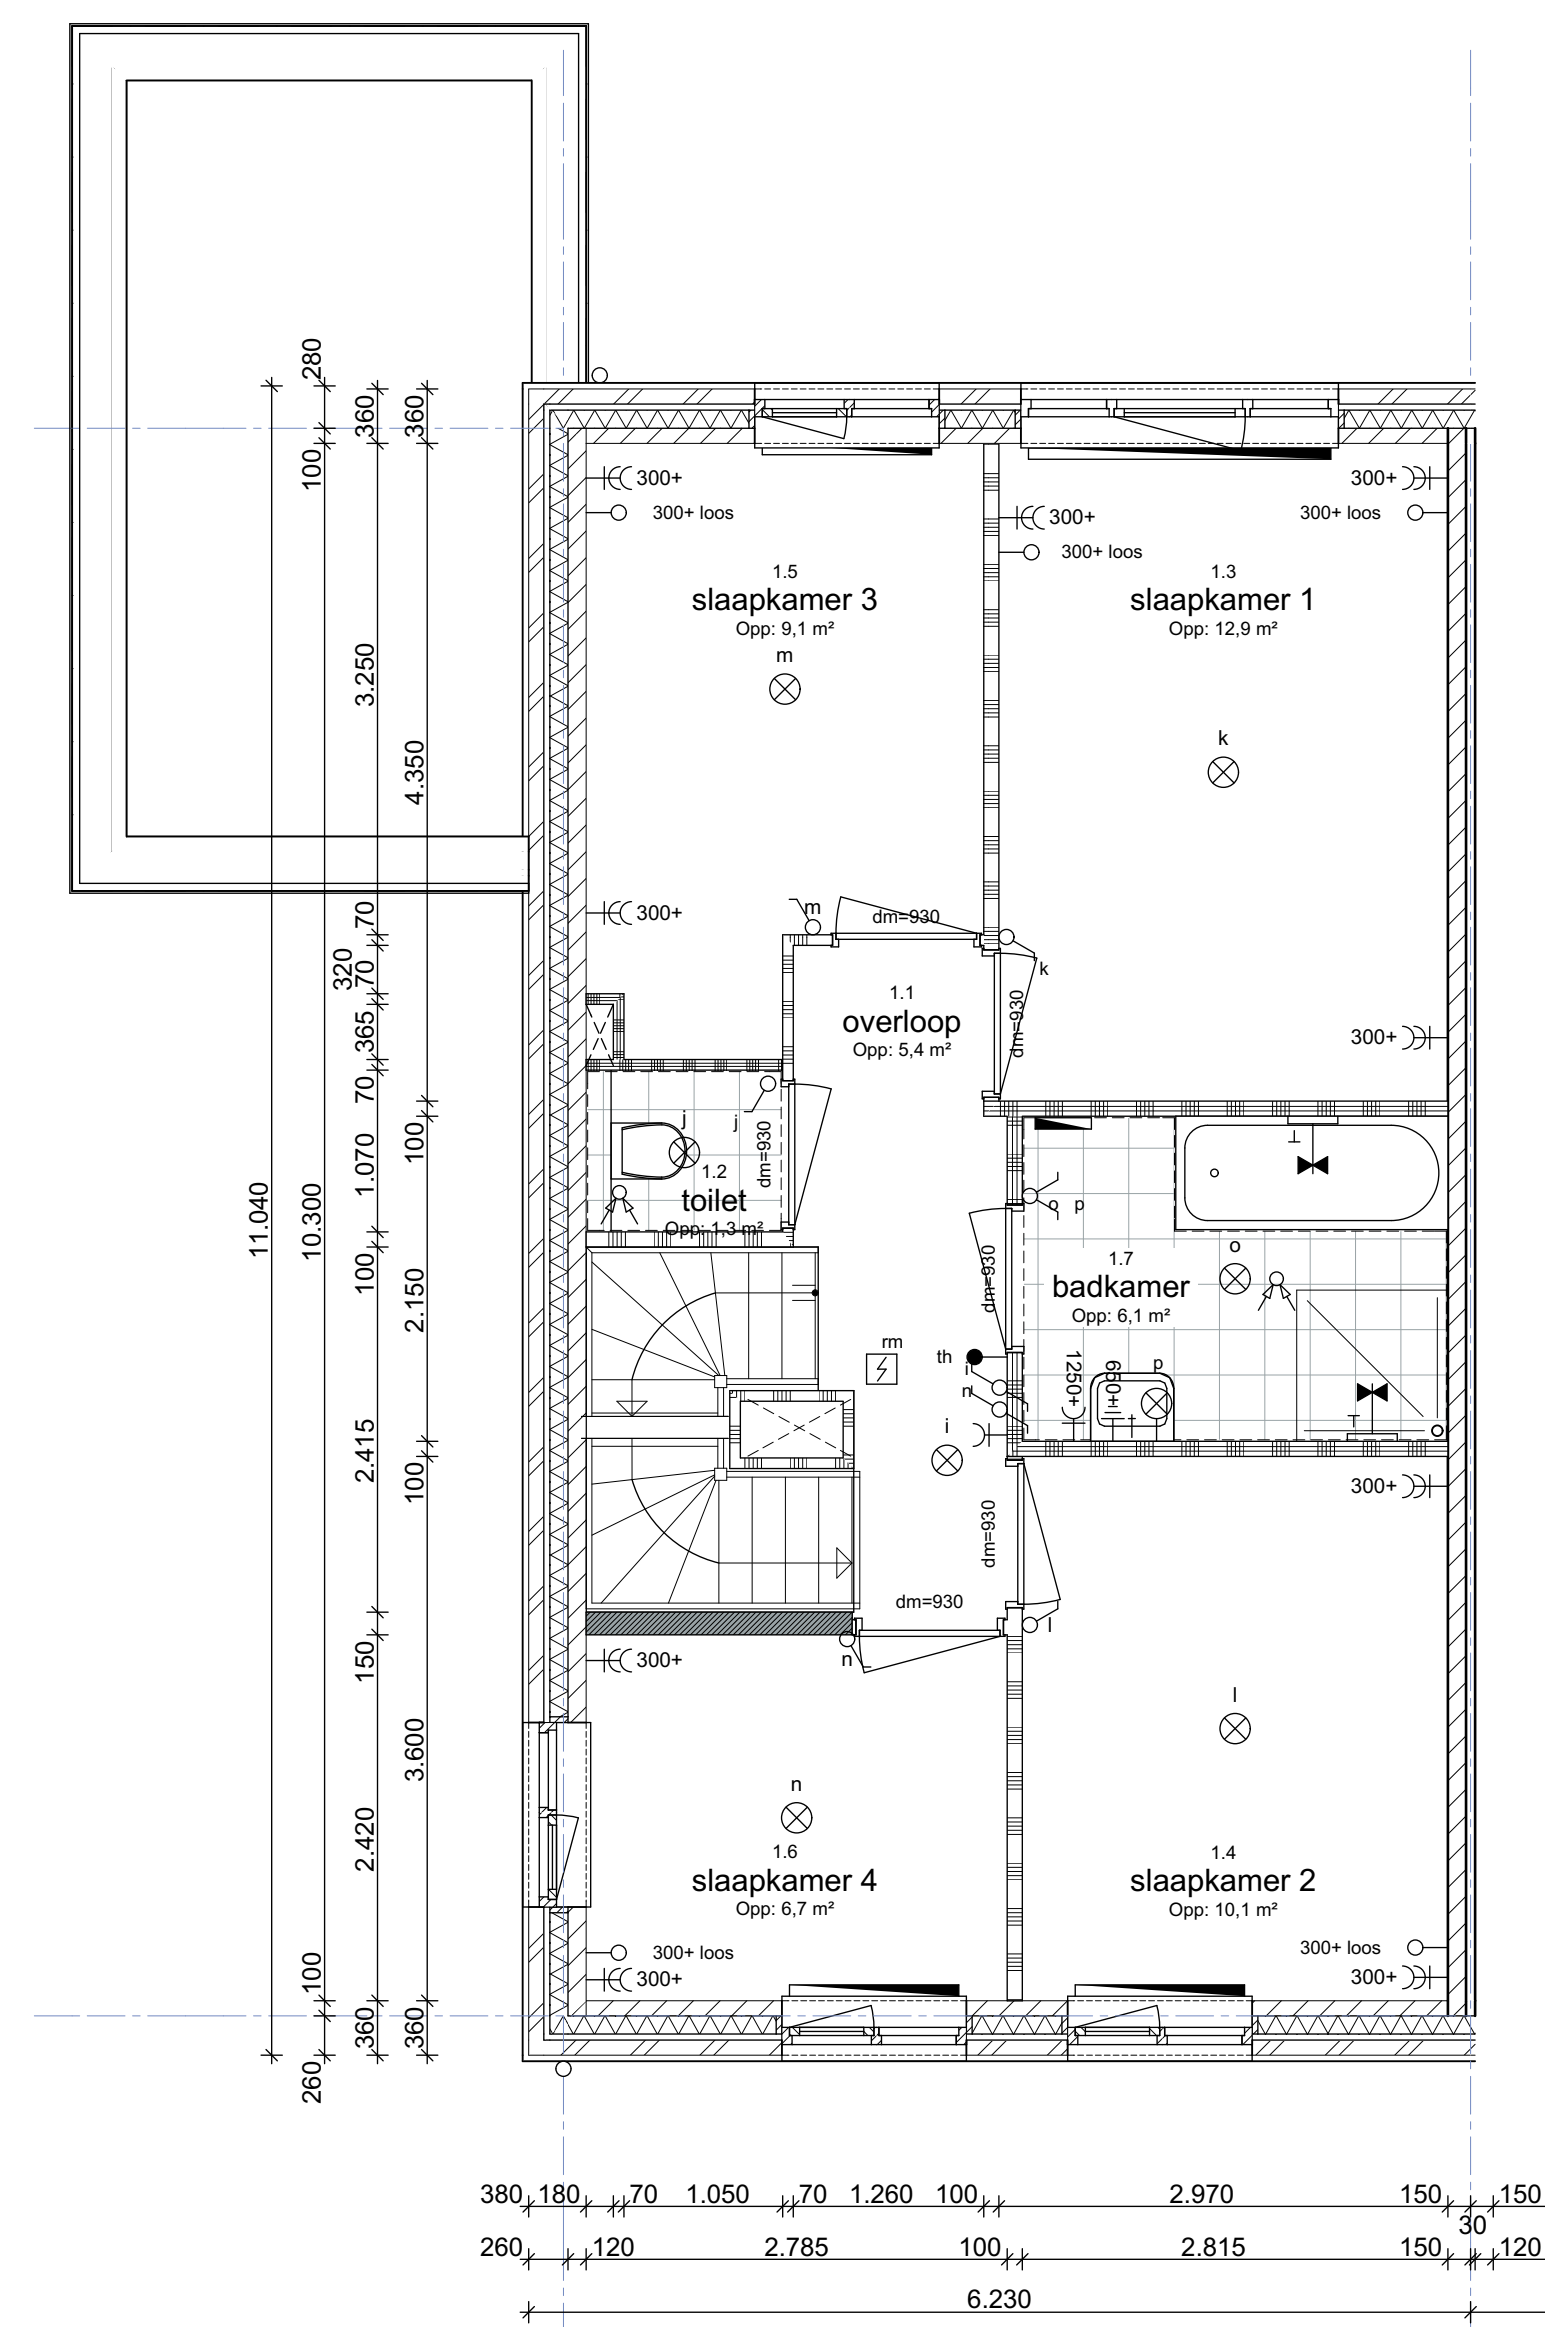 280
360
360
100
300+
300+
300+ loos
300+ loos
300+
300+ loos
1.5
slaapkamer 3
Opp: 9,1 m²
m
1.3
slaapkamer 1
Opp: 12,9 m²
k
3.250
4.350
300+
m
dm=930
k
dm=930
70
320
70
365
70
1.1
overloop
Opp: 5,4 m²
300+
j
j
dm=930
1.2
toilet
Opp: 1,3 m²
100
1.070
11.040
10.300
100
2.150
o
p
dm=930
o
1.7
badkamer
Opp: 6,1 m²
rm
th
i
n
i
1250+
650+
p
2.415
100
300+
dm=930
dm=930
l
n
300+
150
3.600
l
n
1.6
slaapkamer 4
Opp: 6,7 m²
1.4
slaapkamer 2
Opp: 10,1 m²
2.420
300+ loos
300+
300+ loos
300+
100
360
360
260
380 180 70 1.050 70 1.260 100 2.970 150 150
30
260 120 2.785 100 2.815 150 120
6.230